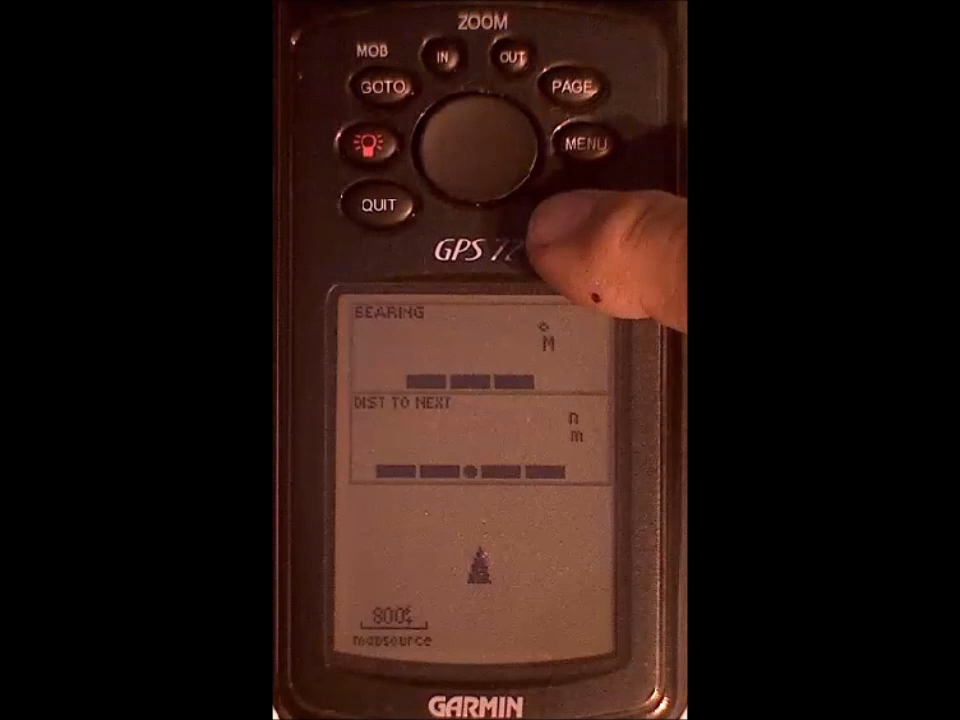 ZOOM
MOB
IN
OUT
GOTO
PAGE
MENU
QUIT
GPS 72
BEARING
° M
DIST TO NEXT
n m
800ft
mapsource
GARMIN